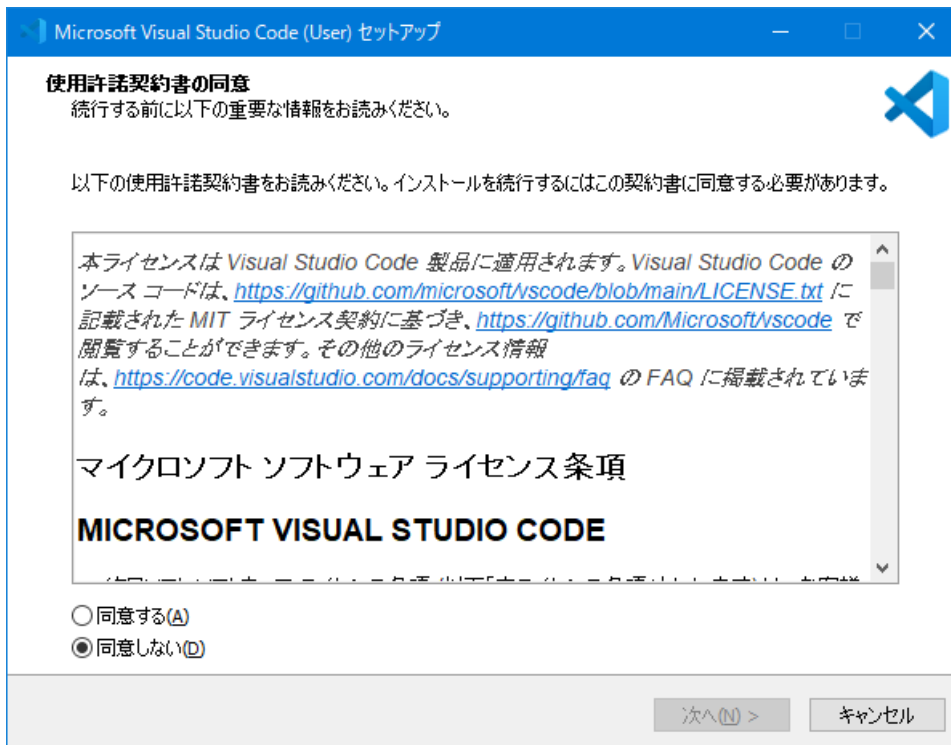 Microsoft Visual Studio Code (User) セットアップ
使用許諾契約書の同意
続行する前に以下の重要な情報をお読みください。
以下の使用許諾契約書をお読みください。インストールを続行するにはこの契約書に同意する必要があります。
本ライセンスは Visual Studio Code 製品に適用されます。Visual Studio Code の
ソース コードは、https://github.com/microsoft/vscode/blob/main/LICENSE.txt に
記載された MIT ライセンス契約に基づき、https://github.com/Microsoft/vscode で
閲覧することができます。その他のライセンス情報
は、https://code.visualstudio.com/docs/supporting/faq の FAQ に掲載されていま
す。
マイクロソフト ソフトウェア ライセンス条項
MICROSOFT VISUAL STUDIO CODE
同意する(A)
同意しない(D)
次へ(N) >
キャンセル